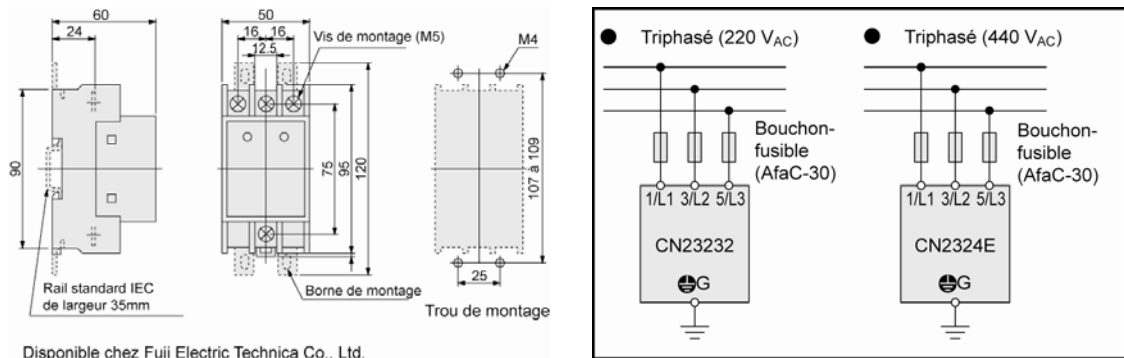 60
24
90
Rail standard IEC
de largeur 35mm
50
16 16
12.5
Vis de montage (M5)
75
95
120
Borne de montage
M4
107 à 109
25
Trou de montage
Disponible chez Fuji Electric Technica Co., Ltd.
● Triphasé (220 VAC)
Bouchon-
fusible
(AfaC-30)
1/L1 3/L2 5/L3
CN23232
G
● Triphasé (440 VAC)
Bouchon-
fusible
(AfaC-30)
1/L1 3/L2 5/L3
CN2324E
G